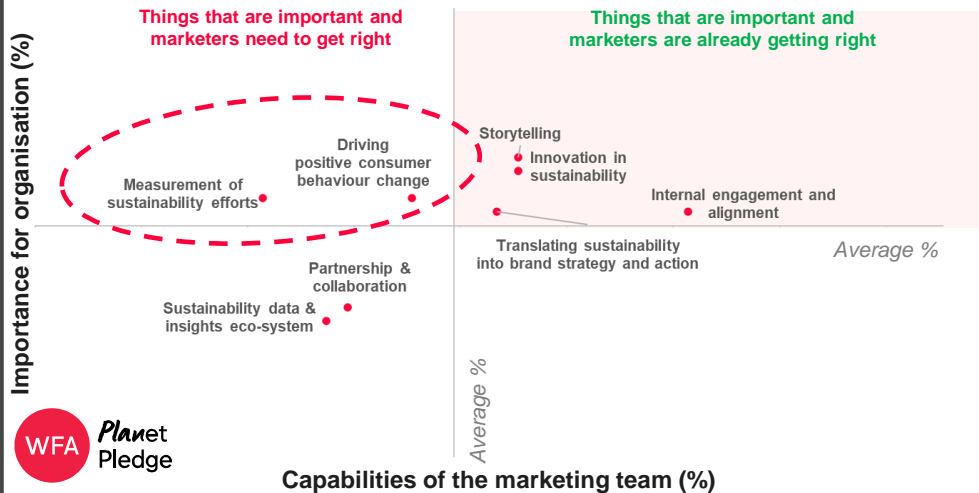 Things that are important and
marketers need to get right
Things that are important and
marketers are already getting right
Importance for organisation (%)
Storytelling
Driving
positive consumer
behaviour change
Innovation in
sustainability
Measurement of
sustainability efforts
Internal engagement and
alignment
Translating sustainability
into brand strategy and action
Average %
Partnership &
collaboration
Sustainability data &
insights eco-system
Average %
WFA
Planet
Pledge
Capabilities of the marketing team (%)